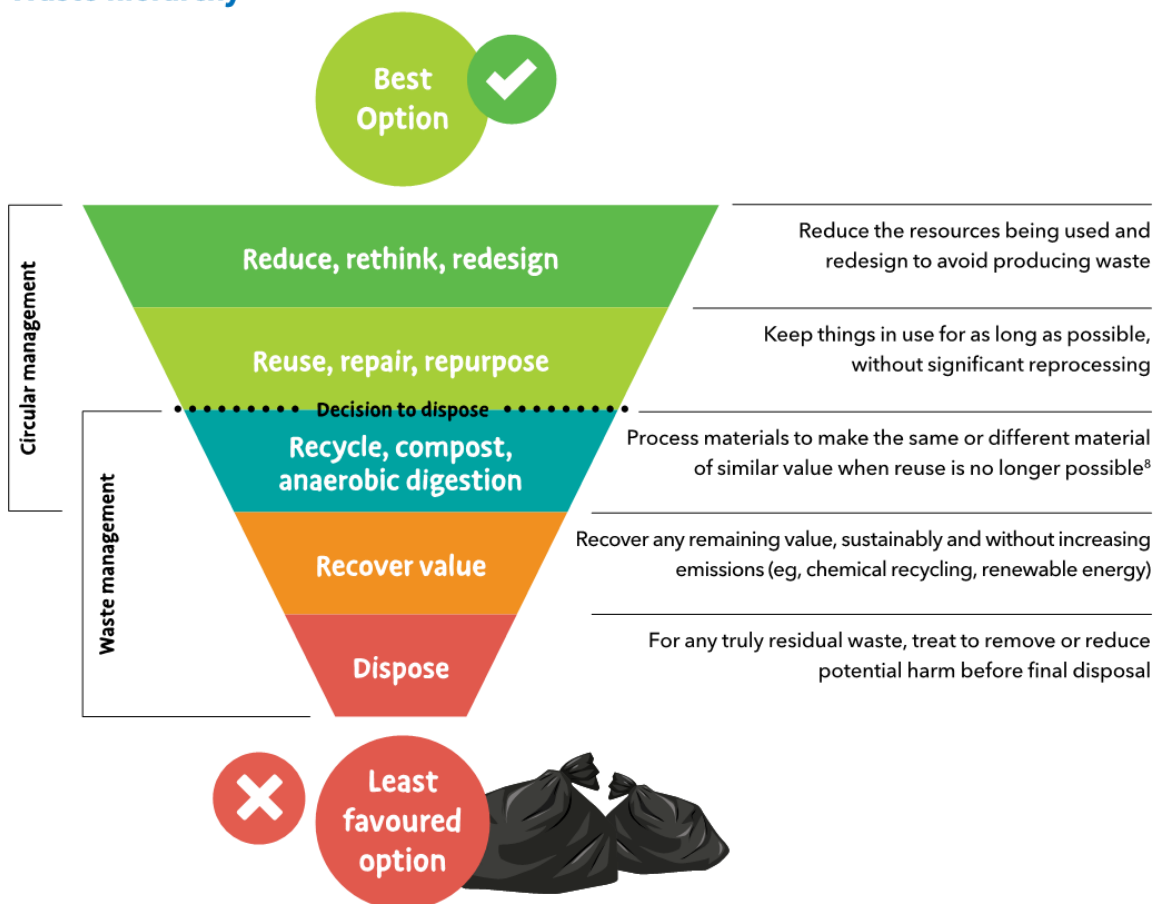 Waste hierarchy
Best
Option
Circular management
Waste management
Reduce, rethink, redesign
Reduce the resources being used and
redesign to avoid producing waste
Reuse, repair, repurpose
Keep things in use for as long as possible,
without significant reprocessing
Decision to dispose
Recycle, compost,
anaerobic digestion
Process materials to make the same or different material
of similar value when reuse is no longer possible⁸
Recover value
Recover any remaining value, sustainably and without increasing
emissions (eg, chemical recycling, renewable energy)
Dispose
For any truly residual waste, treat to remove or reduce
potential harm before final disposal
Least
favoured
option